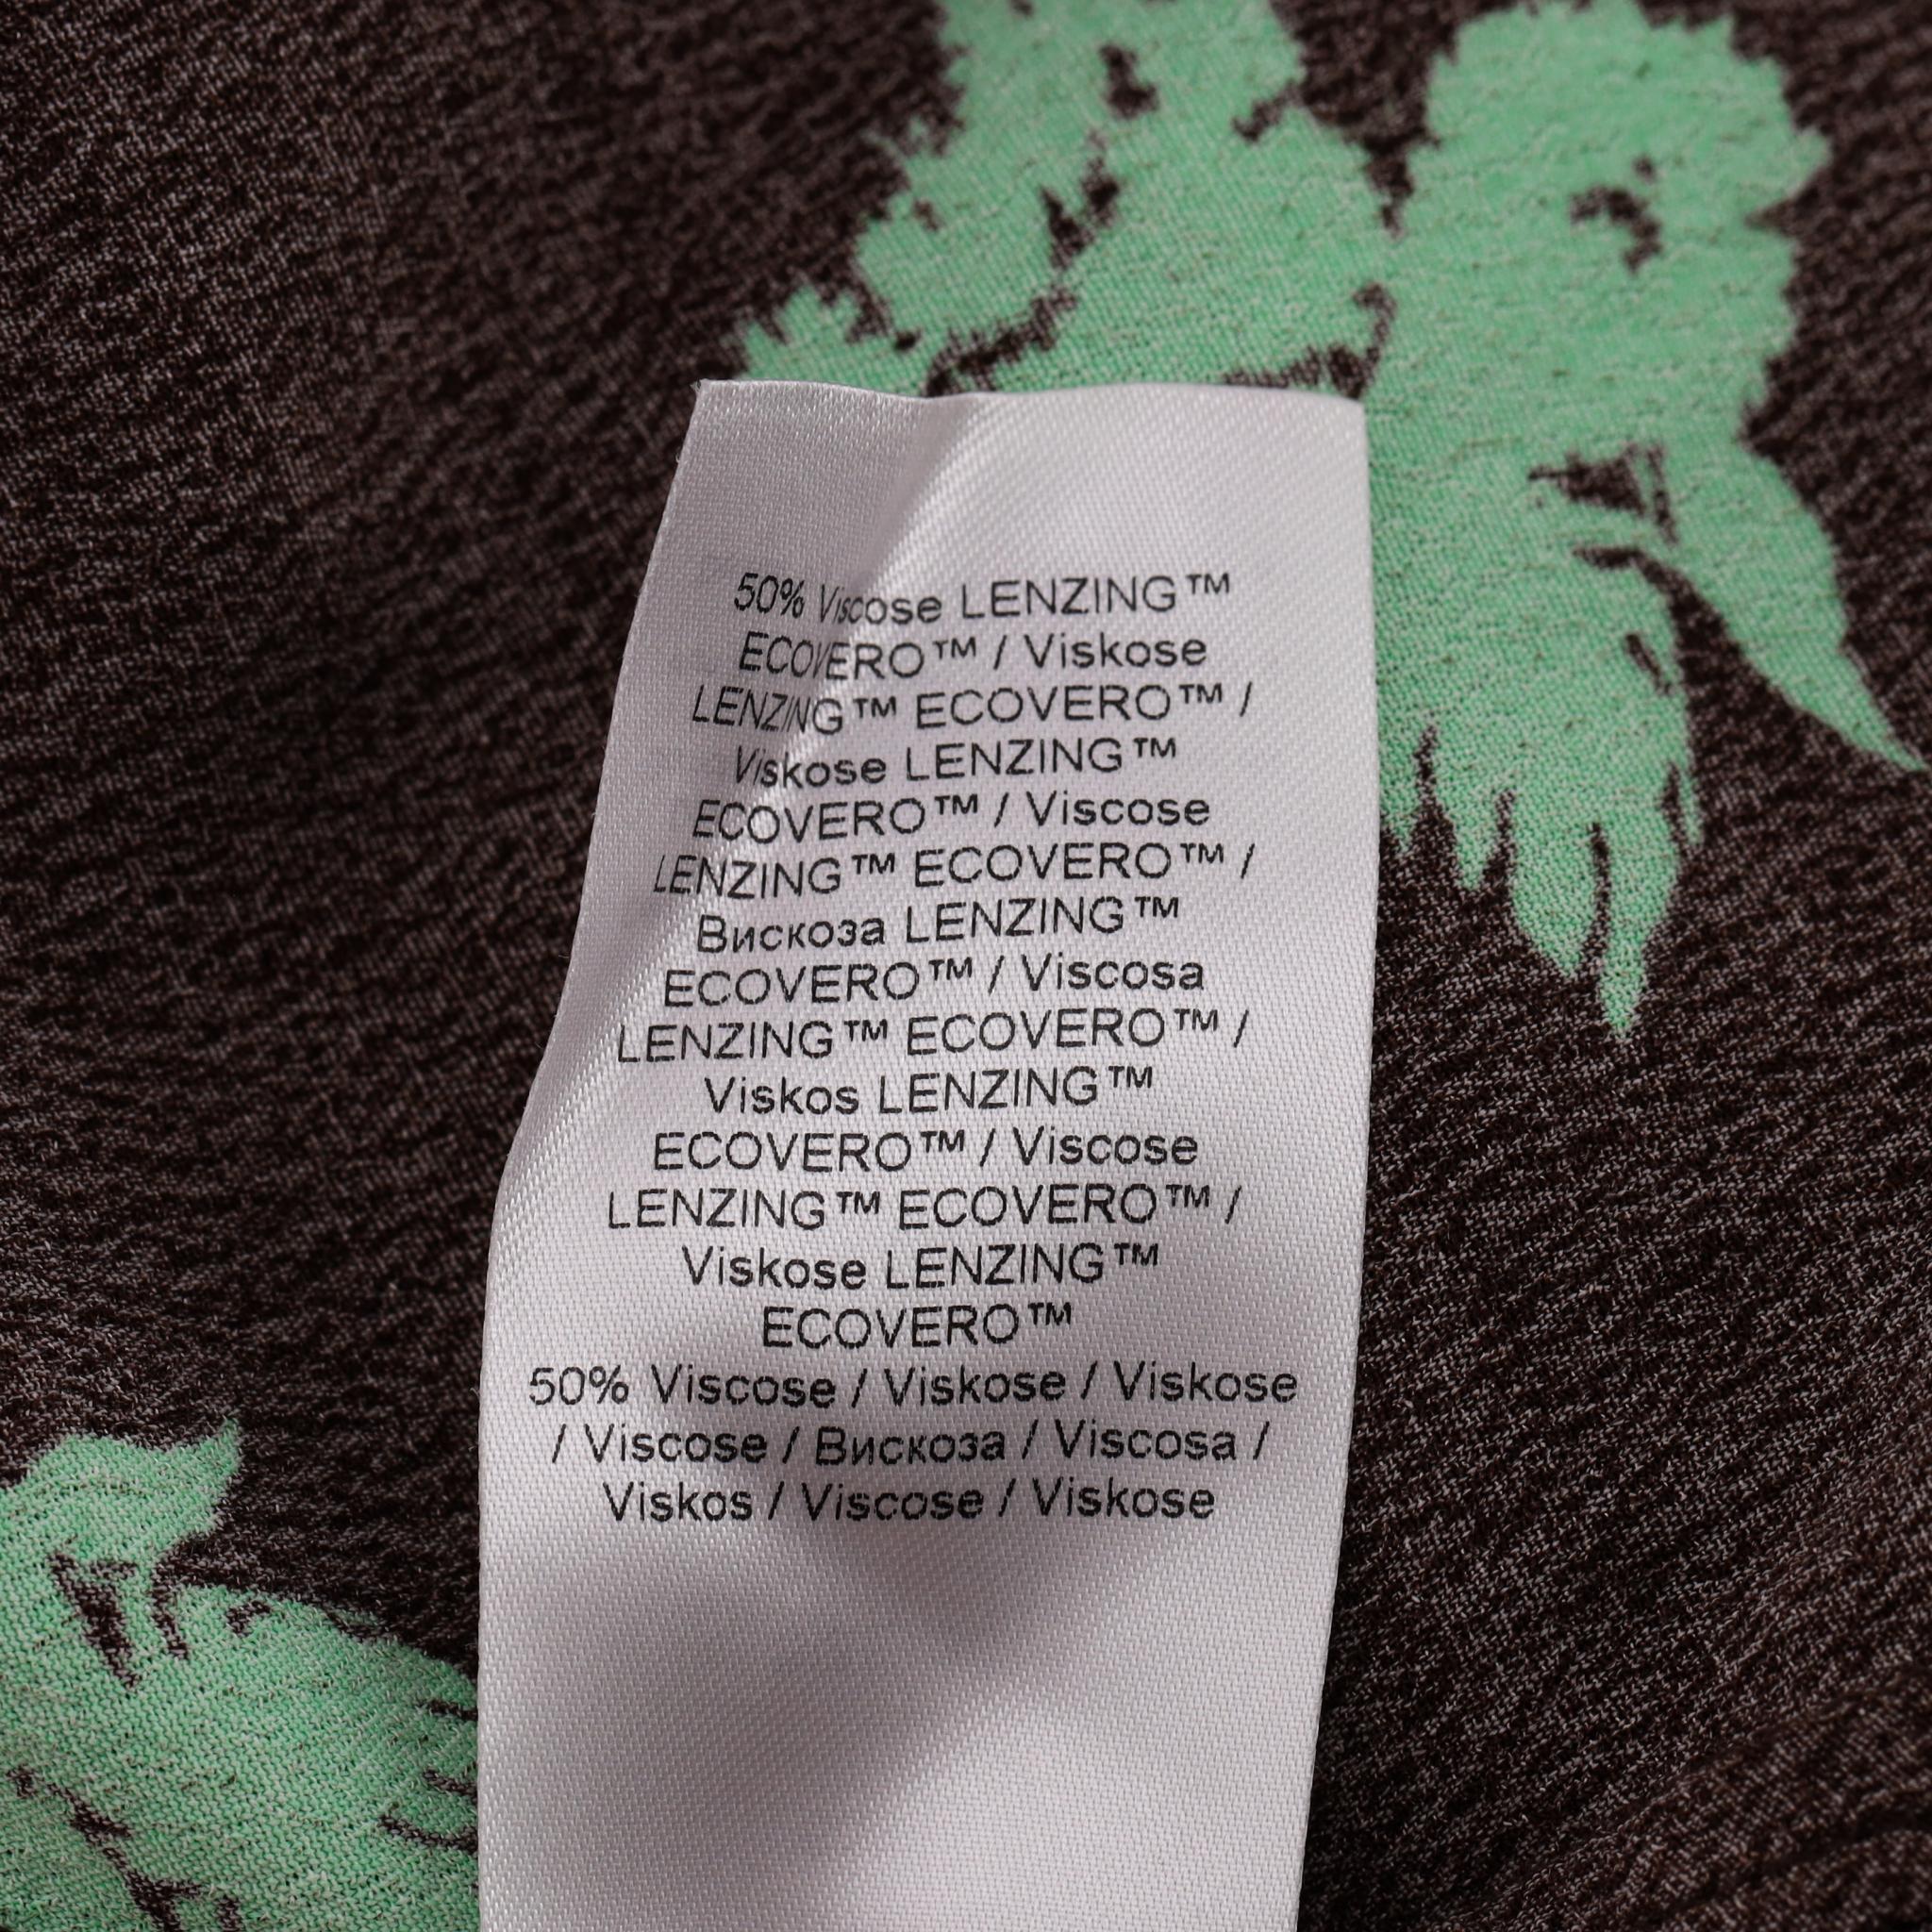 50% Viscose LENZING™
ECOVERO™ / Viskose
LENZING™ ECOVERO™ /
Viskose LENZING™
ECOVERO™ / Viscose
LENZING™ ECOVERO™ /
Вискоза LENZING™
ECOVERO™ / Viscosa
LENZING™ ECOVERO™ /
Viskos LENZING™
ECOVERO™ / Viscose
LENZING™ ECOVERO™ /
Viskose LENZING™
ECOVERO™
50% Viscose / Viskose / Viskose
/ Viscose / Вискоза / Viscosa /
Viskos / Viscose / Viskose